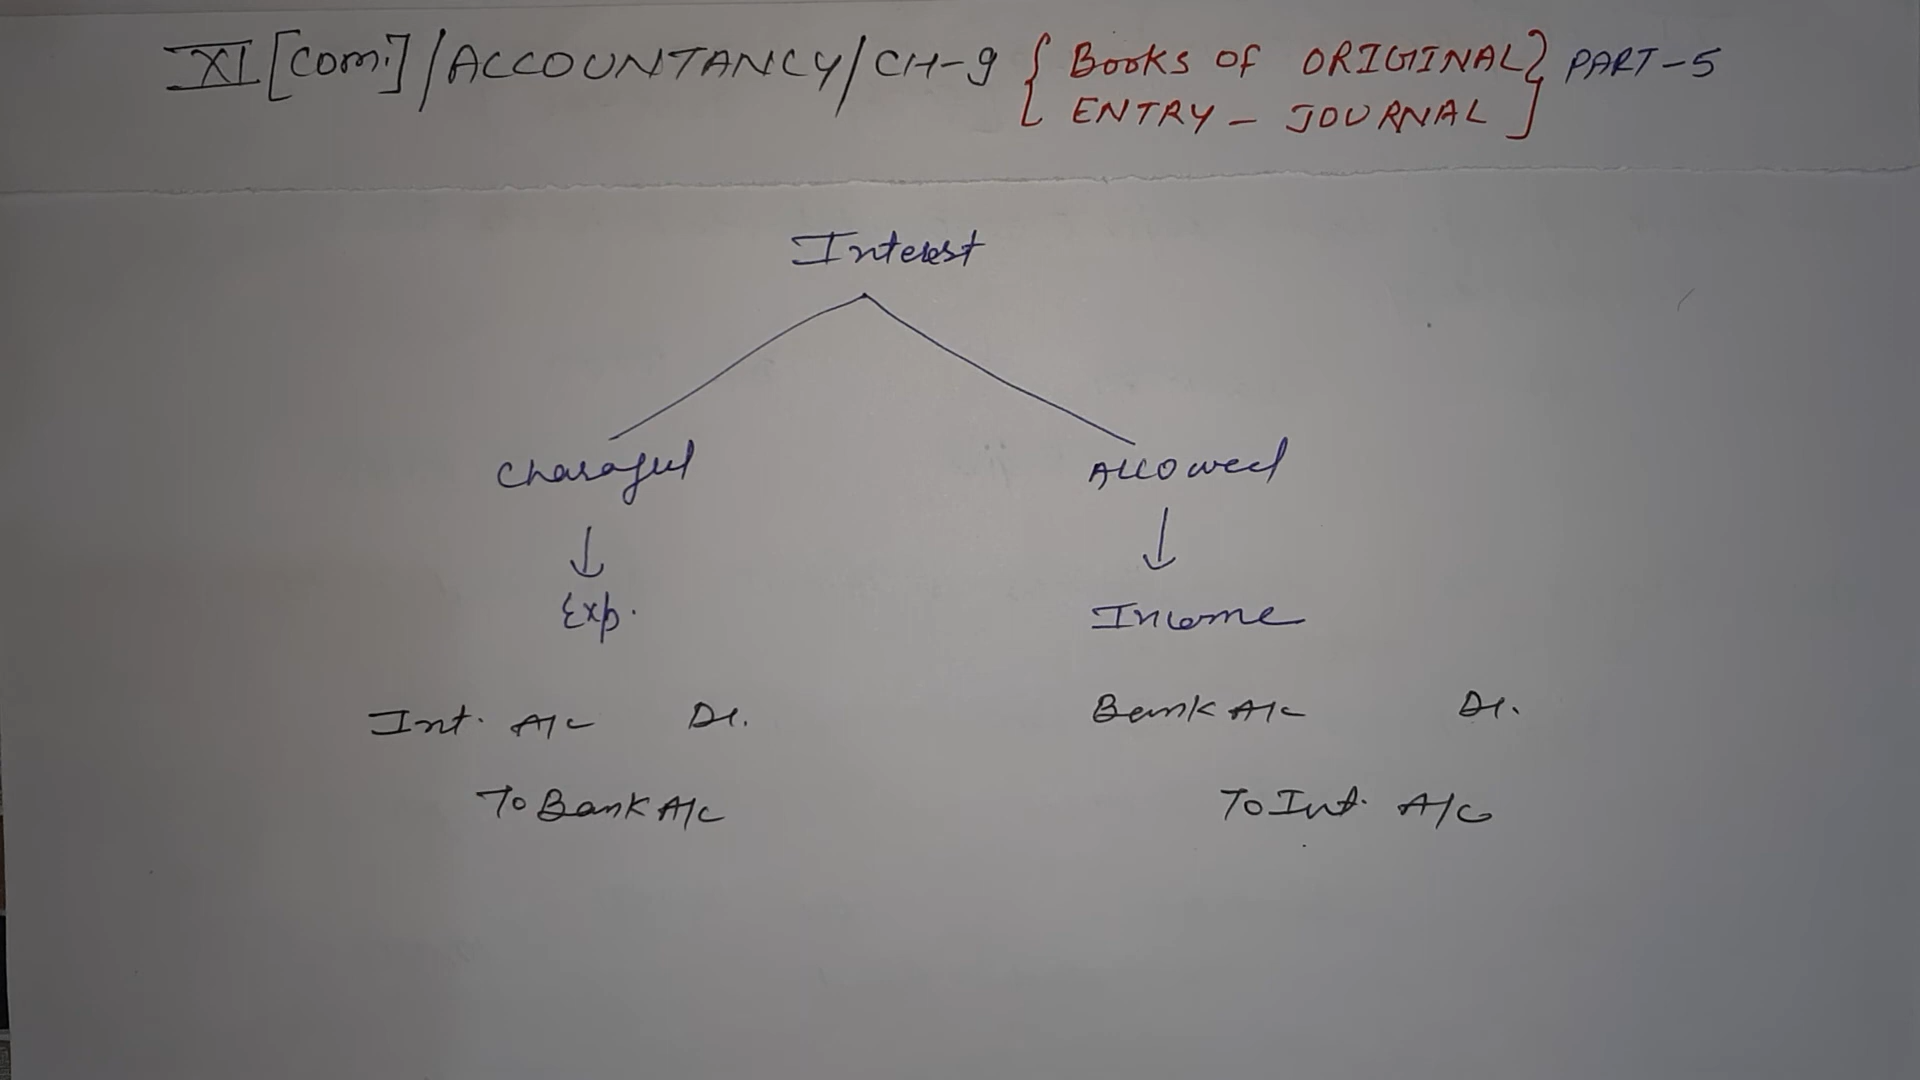 XI [Com.] / ACCOUNTANCY / CH-9 { Books of ORIGINAL } PART-5
ENTRY - JOURNAL
Interest
Charged Allowed
↓ ↓
Exp. Income
Int. A/c Dr. Bank A/c Dr.
To Bank A/c To Int. A/c